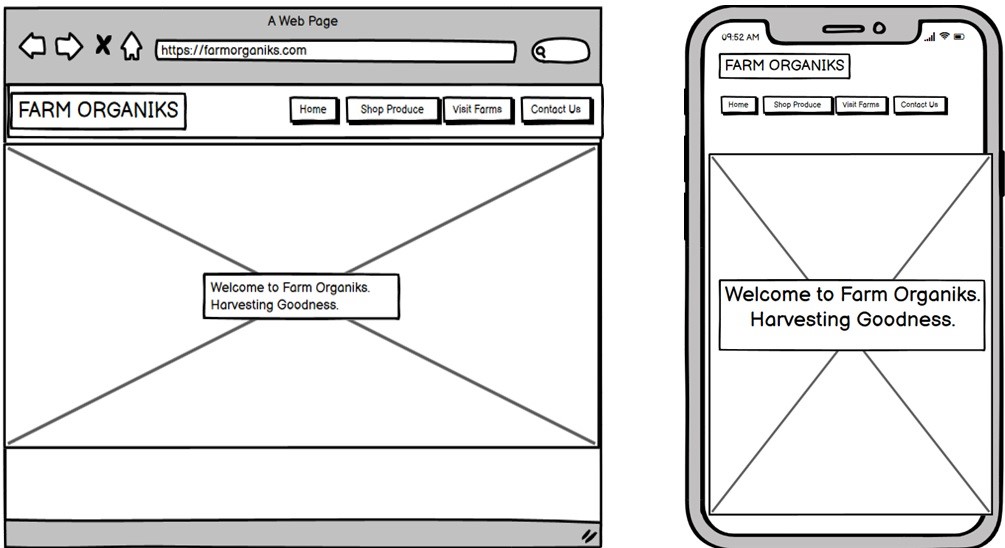 A Web Page
https://farmorganiks.com
FARM ORGANIKS
Home Shop Produce Visit Farms Contact Us
Welcome to Farm Organiks.
Harvesting Goodness.
09:52 AM
FARM ORGANIKS
Home Shop Produce Visit Farms Contact Us
Welcome to Farm Organiks.
Harvesting Goodness.